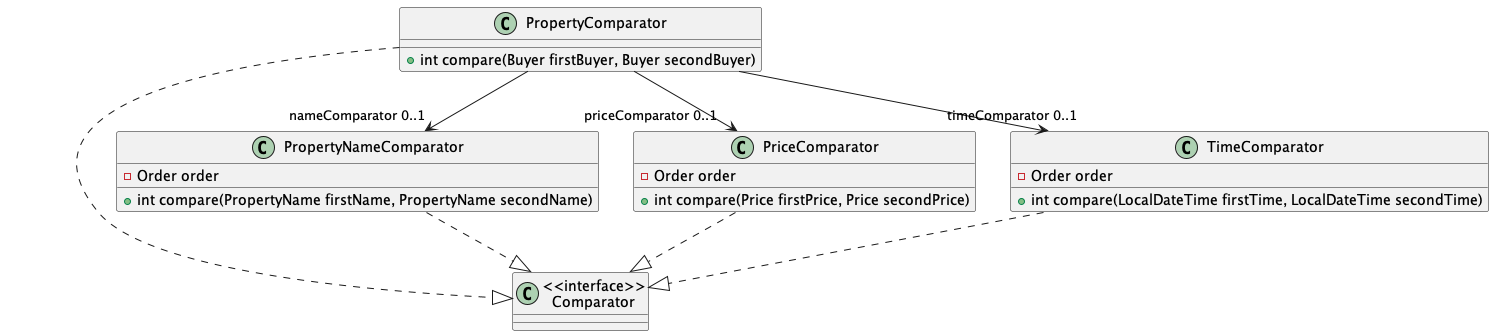 C PropertyComparator
int compare(Buyer firstBuyer, Buyer secondBuyer)
nameComparator 0..1
priceComparator 0..1
timeComparator 0..1
C PropertyNameComparator
Order order
int compare(PropertyName firstName, PropertyName secondName)
C PriceComparator
Order order
int compare(Price firstPrice, Price secondPrice)
C TimeComparator
Order order
int compare(LocalDateTime firstTime, LocalDateTime secondTime)
C <<interface>>
Comparator